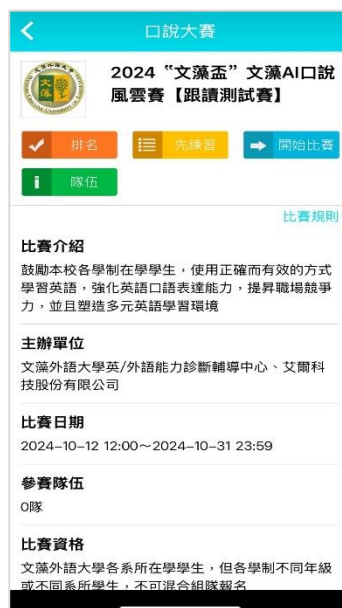 口說大賽
2024 “文藻盃” 文藻AI口說
風雲賽【跟讀測試賽】
排名
先練習
開始比賽
隊伍
比賽規則
比賽介紹
鼓勵本校各學制在學學生，使用正確而有效的方式
學習英語，強化英語口語表達能力，提昇職場競爭
力，並且塑造多元英語學習環境
主辦單位
文藻外語大學英/外語能力診斷輔導中心、艾爾科
技股份有限公司
比賽日期
2024-10-12 12:00～2024-10-31 23:59
參賽隊伍
0隊
比賽資格
文藻外語大學各系所在學學生，但各學制不同年級
或不同系所學生，不可混合組隊報名